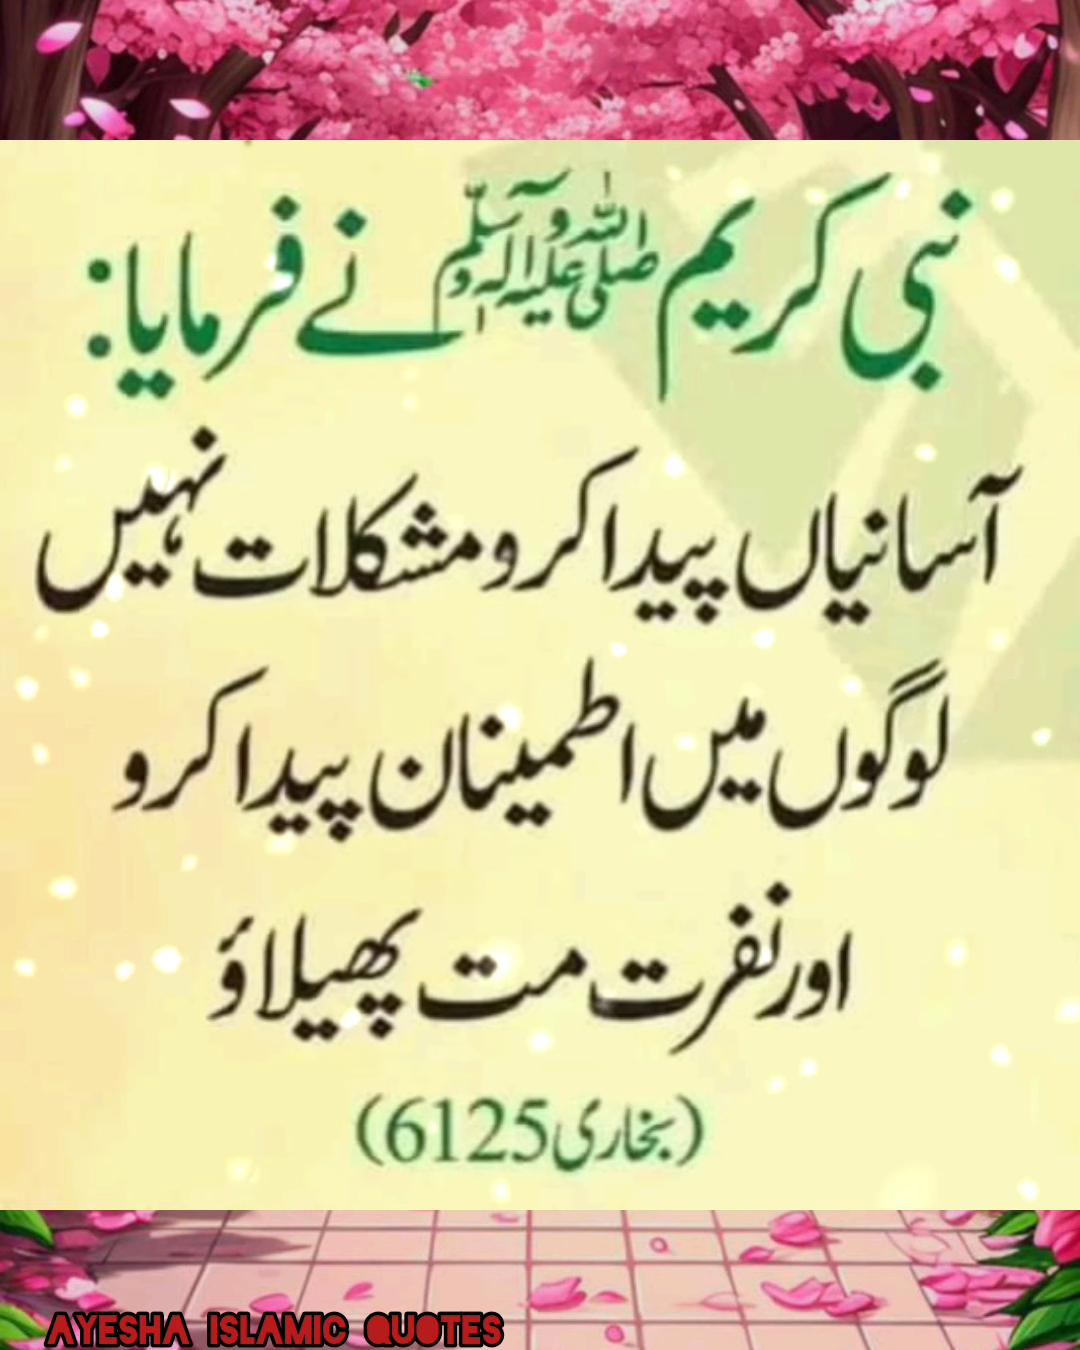 نبی کریم صلی اللہ علیہ وآلہ وسلم نے فرمایا:
آسانیاں پیدا کرو مشکلات نہیں
لوگوں میں اطمینان پیدا کرو
اور نفرت مت پھیلاؤ
(بخاری 6125)
AYESHA ISLAMIC QUOTES